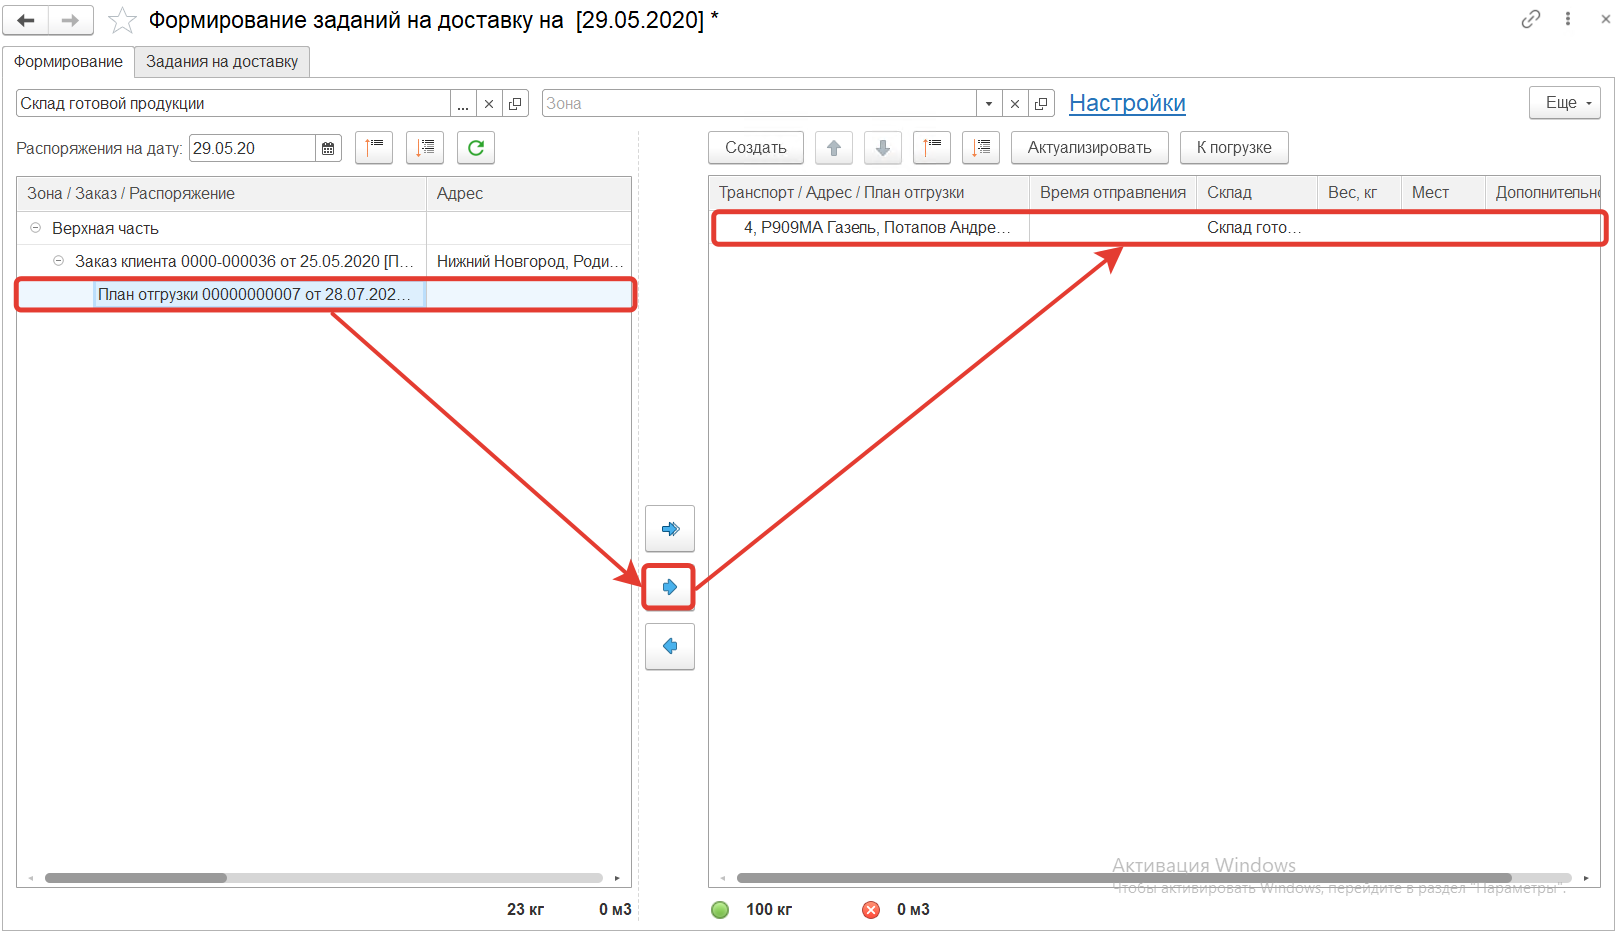 Формирование заданий на доставку на [29.05.2020] *
Формирование
Задания на доставку
Склад готовой продукции
...
Зона
Настройки
Еще
Распоряжения на дату:
29.05.20
Создать
Актуализировать
К погрузке
Зона / Заказ / Распоряжение
Адрес
Транспорт / Адрес / План отгрузки
Время отправления
Склад
Вес, кг
Мест
Дополнительно
Верхная часть
4, Р909МА Газель, Потапов Андре...
Склад гото...
Заказ клиента 0000-000036 от 25.05.2020 [П...
Нижний Новгород, Роди...
План отгрузки 00000000007 от 28.07.202...
Активация Windows
Чтобы активировать Windows, перейдите в раздел "Параметры".
23 кг
0 м3
100 кг
0 м3